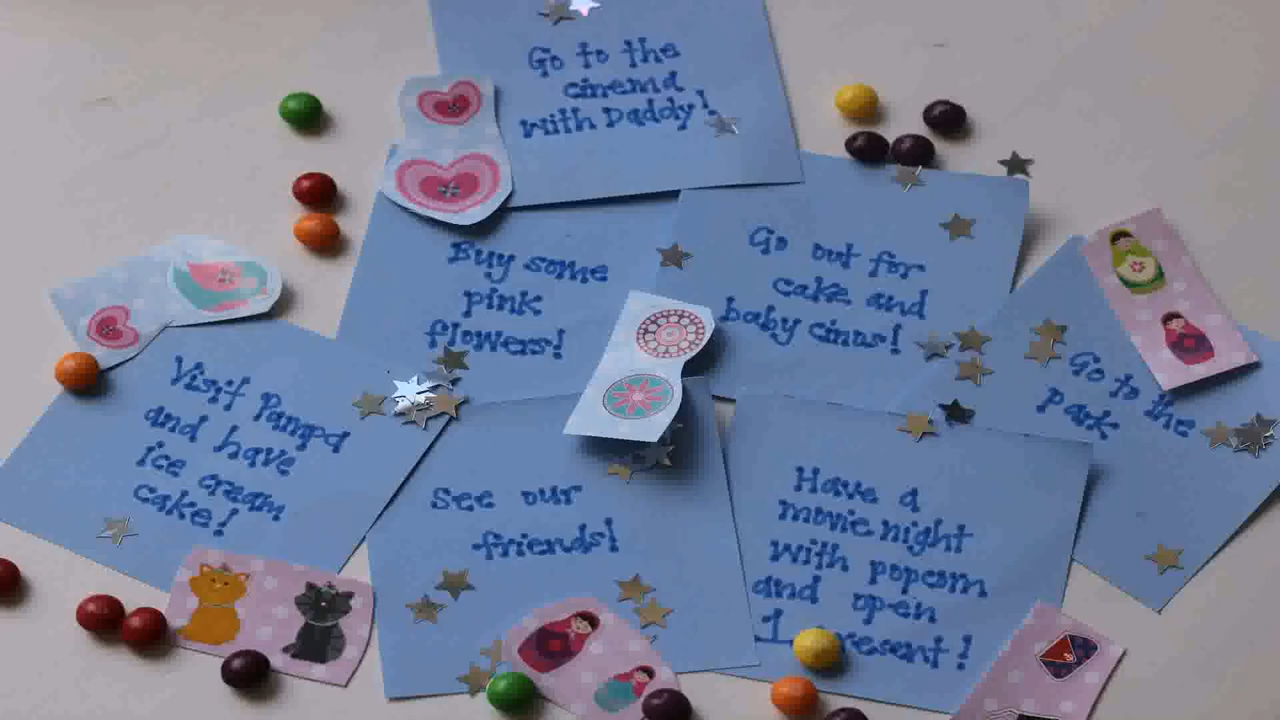 Go to the
cinema
with Daddy!
Buy some
pink
flowers!
Go out for
cake and
baby cinos!
Go to the
park
Visit Pampa
and have
ice cream
cake!
See our
friends!
Have a
movie night
with popcorn
and open
1 present!